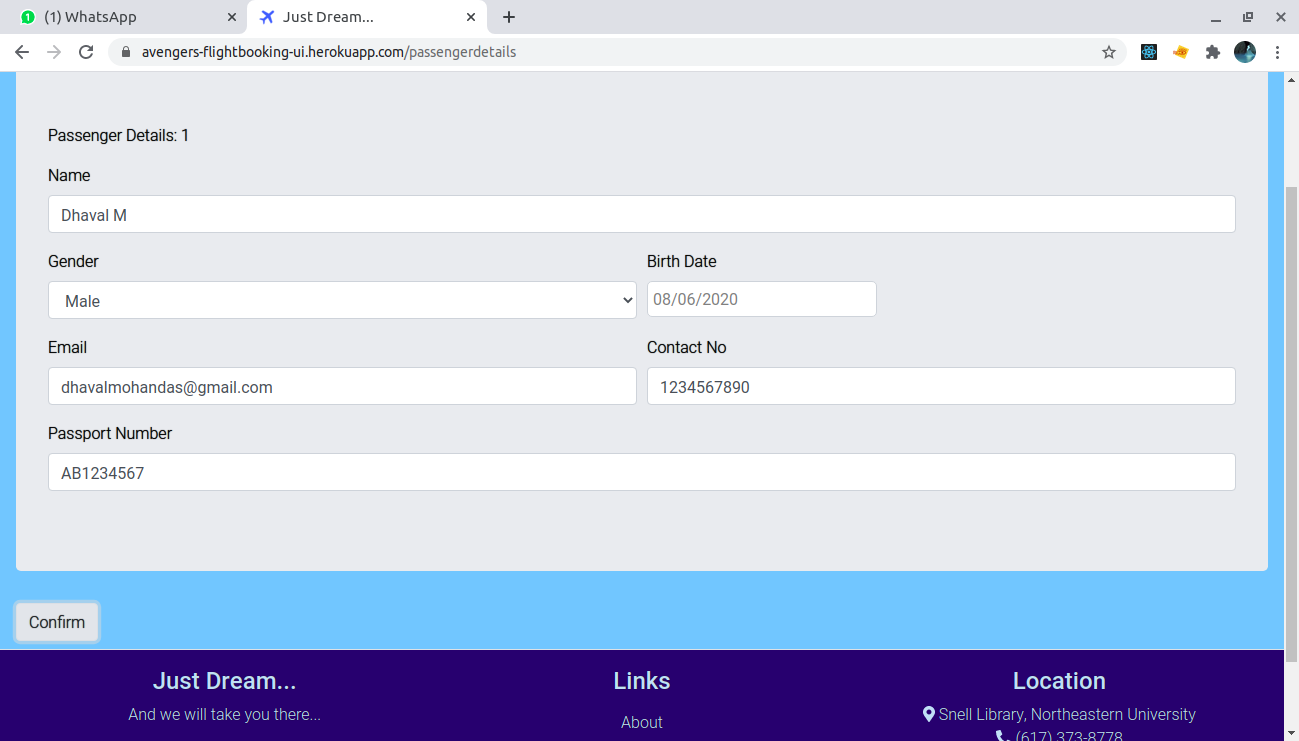 (1) WhatsApp
Just Dream...
avengers-flightbooking-ui.herokuapp.com/passengerdetails
Passenger Details: 1
Name
Dhaval M
Gender Birth Date
Male 08/06/2020
Email Contact No
dhavalmohandas@gmail.com 1234567890
Passport Number
AB1234567
Confirm
Just Dream... Links Location
And we will take you there... About Snell Library, Northeastern University
(617) 373-8778